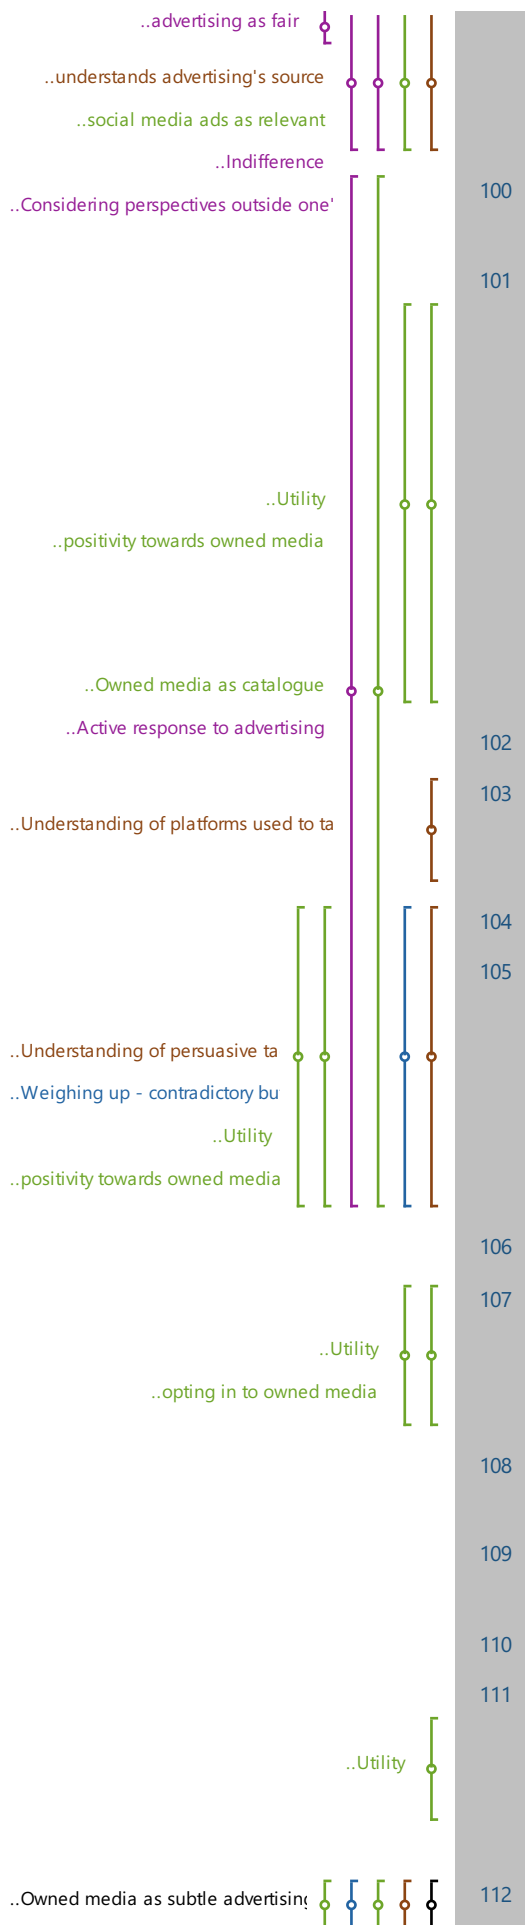 ..advertising as fair
..understands advertising's source
..social media ads as relevant
..Indifference
100
..Considering perspectives outside one'
101
..Utility
..positivity towards owned media
..Owned media as catalogue
..Active response to advertising
102
103
..Understanding of platforms used to ta
104
105
..Understanding of persuasive ta
..Weighing up - contradictory bu
..Utility
..positivity towards owned media
106
107
..Utility
..opting in to owned media
108
109
110
111
..Utility
..Owned media as subtle advertising
112